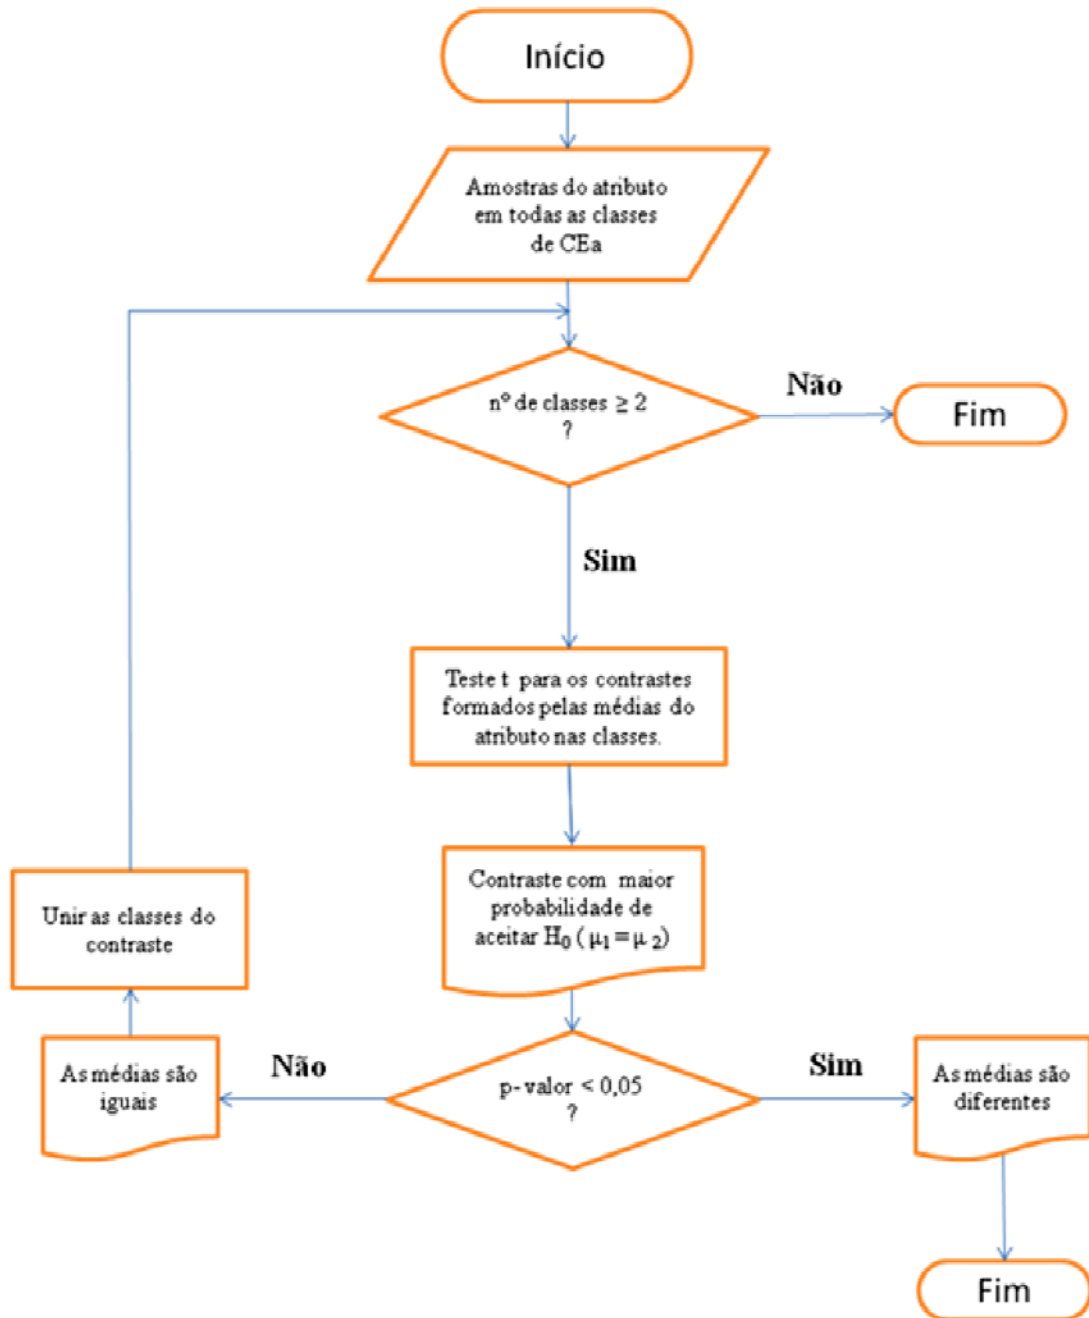 Início
Amostras do atributo
em todas as classes
de CEa
nº de classes ≥ 2
?
Não
Fim
Sim
Teste t para os contrastes
formados pelas médias do
atributo nas classes.
Contraste com maior
probabilidade de
aceitar H₀ ( μ₁ = μ ₂)
Unir as classes do
contraste
As médias são
iguais
Não
p- valor < 0,05
?
Sim
As médias são
diferentes
Fim